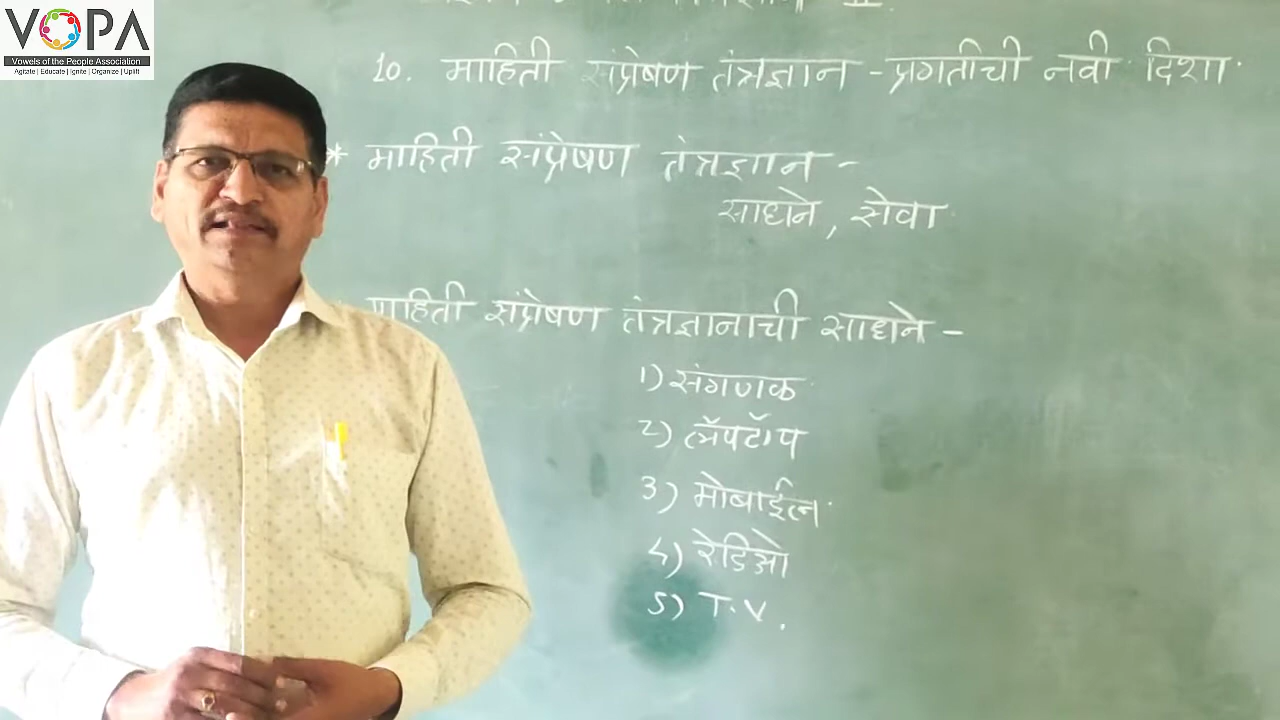 VOPA
Vowels of the People Association
Agitate | Educate | Ignite | Organize | Uplift
II.
10. माहिती संप्रेषण तंत्रज्ञान - प्रगतीची नवी दिशा
* माहिती संप्रेषण तंत्रज्ञान -
साधने, सेवा
माहिती संप्रेषण तंत्रज्ञानाची साधने -
1) संगणक
2) लॅपटॉप
3) मोबाईल
4) रेडिओ
5) T.V.